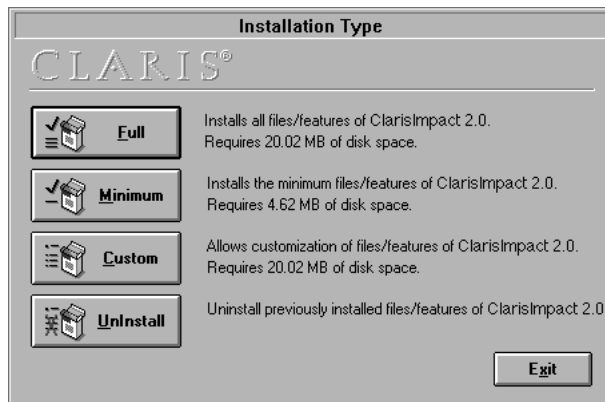 Installation Type
CLARIS®
Full
Installs all files/features of ClarisImpact 2.0.
Requires 20.02 MB of disk space.
Minimum
Installs the minimum files/features of ClarisImpact 2.0.
Requires 4.62 MB of disk space.
Custom
Allows customization of files/features of ClarisImpact 2.0.
Requires 20.02 MB of disk space.
UnInstall
Uninstall previously installed files/features of ClarisImpact 2.0
Exit